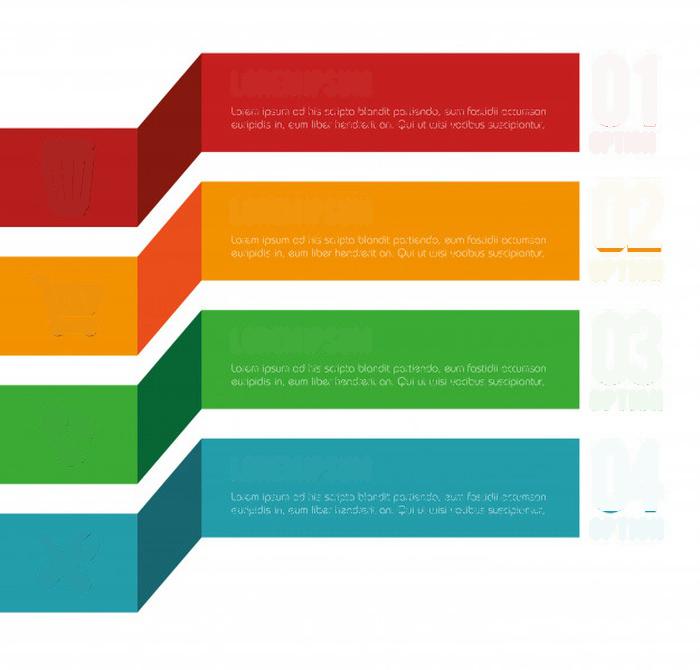 LOREM IPSUM
Lorem ipsum ad his scripta blandit partiendo, eum fastidii accumsan
euripidis in, eum liber hendrerit an. Qui ut wisi vocibus suscipiantur,
01
OPTION
LOREM IPSUM
Lorem ipsum ad his scripta blandit partiendo, eum fastidii accumsan
euripidis in, eum liber hendrerit an. Qui ut wisi vocibus suscipiantur,
02
OPTION
LOREM IPSUM
Lorem ipsum ad his scripta blandit partiendo, eum fastidii accumsan
euripidis in, eum liber hendrerit an. Qui ut wisi vocibus suscipiantur,
03
OPTION
LOREM IPSUM
Lorem ipsum ad his scripta blandit partiendo, eum fastidii accumsan
euripidis in, eum liber hendrerit an. Qui ut wisi vocibus suscipiantur,
04
OPTION